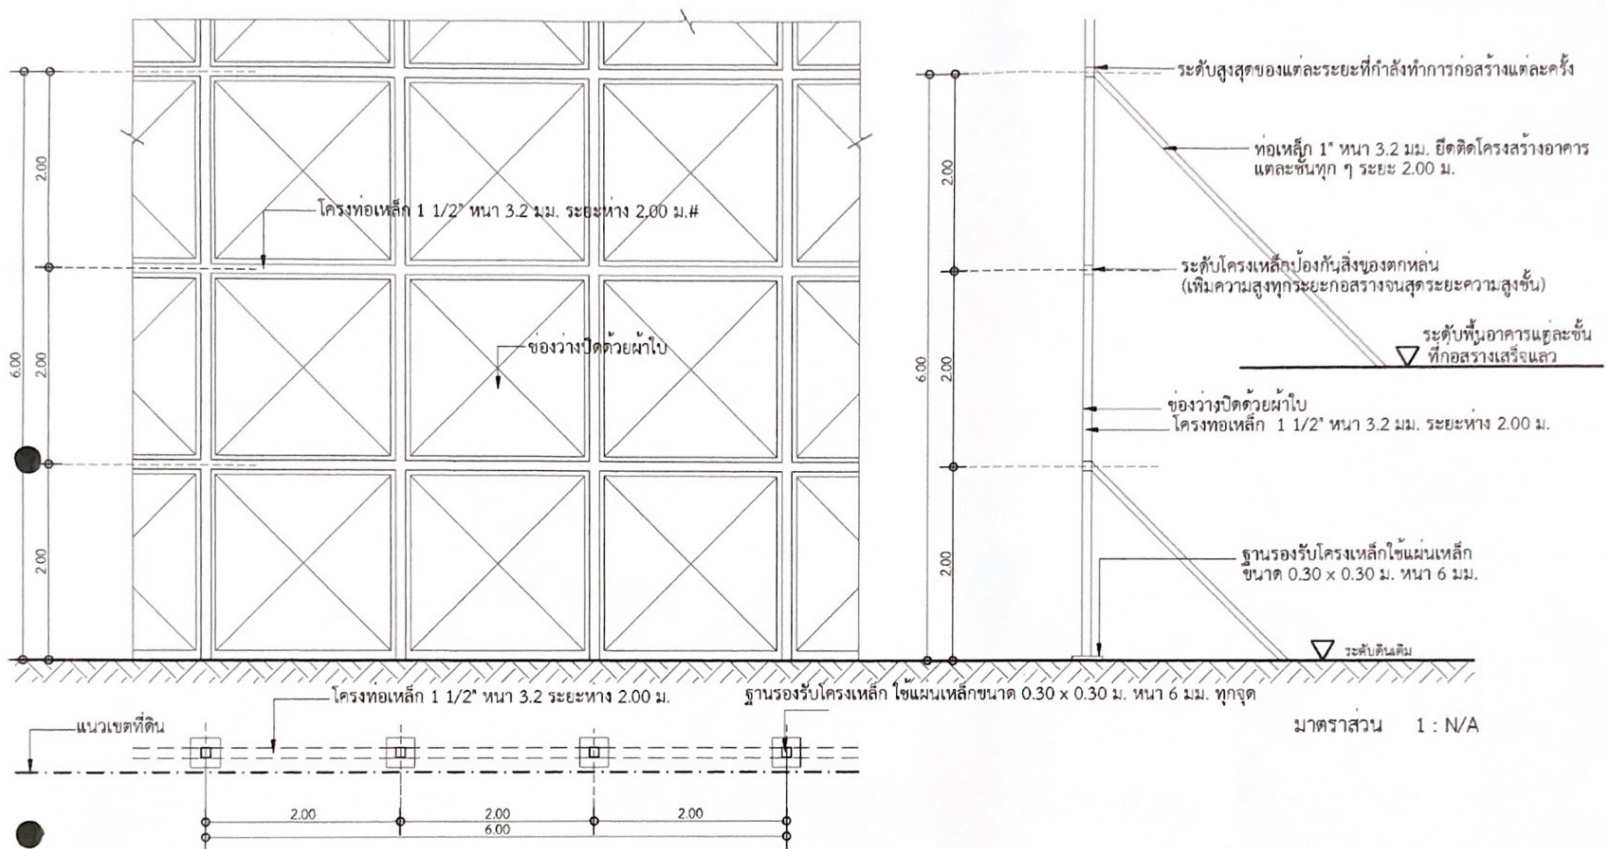 ระดับสูงสุดของแต่ละระยะที่กำลังทำการก่อสร้างแต่ละครั้ง
ท่อเหล็ก 1" หนา 3.2 มม. ยึดติดโครงสร้างอาคาร
แต่ละชั้นทุก ๆ ระยะ 2.00 ม.
2.00
2.00
โครงท่อเหล็ก 1 1/2" หนา 3.2 มม. ระยะห่าง 2.00 ม.#
ระดับโครงเหล็กป้องกันสิ่งของตกหล่น
(เพิ่มความสูงทุกระยะก่อสร้างจนสุดระยะความสูงชั้น)
ระดับพื้นอาคารแต่ละชั้น
ที่ก่อสร้างเสร็จแล้ว
ช่องว่างปิดด้วยผ้าใบ
6.00
2.00
6.00
2.00
ช่องว่างปิดด้วยผ้าใบ
โครงท่อเหล็ก 1 1/2" หนา 3.2 มม. ระยะห่าง 2.00 ม.
2.00
2.00
ฐานรองรับโครงเหล็กใช้แผ่นเหล็ก
ขนาด 0.30 x 0.30 ม. หนา 6 มม.
ระดับดินเดิม
โครงท่อเหล็ก 1 1/2" หนา 3.2 ระยะห่าง 2.00 ม.
ฐานรองรับโครงเหล็ก ใช้แผ่นเหล็กขนาด 0.30 x 0.30 ม. หนา 6 มม. ทุกจุด
แนวเขตที่ดิน
มาตราส่วน 1 : N/A
2.00 2.00 2.00
6.00